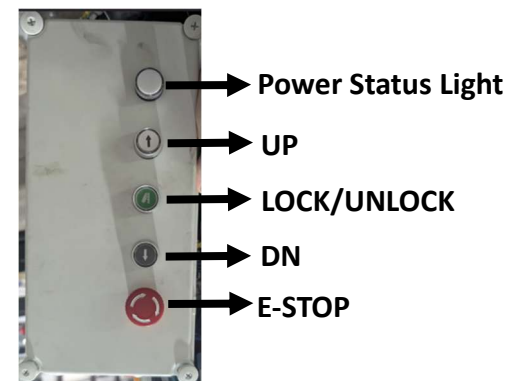 Power Status Light
UP
LOCK/UNLOCK
DN
E-STOP